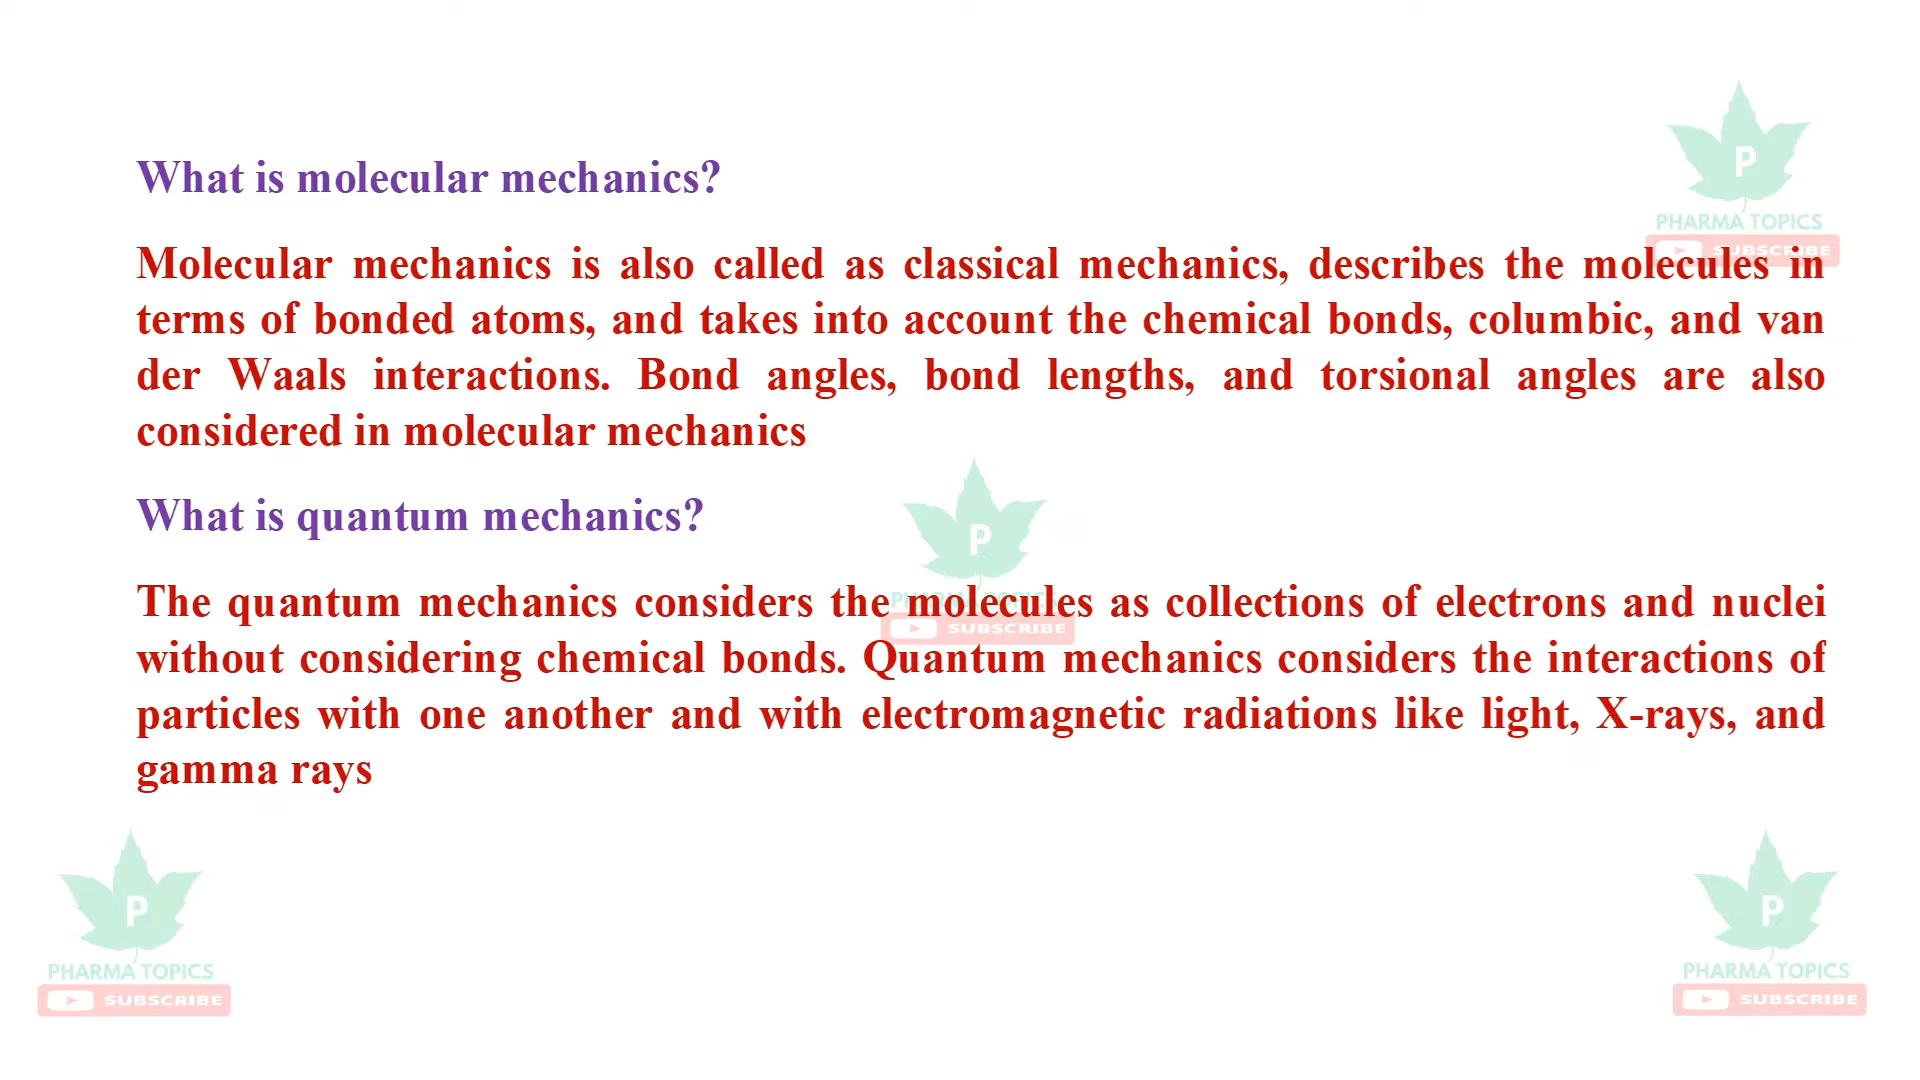 What is molecular mechanics?
Molecular mechanics is also called as classical mechanics, describes the molecules in
terms of bonded atoms, and takes into account the chemical bonds, columbic, and van
der Waals interactions. Bond angles, bond lengths, and torsional angles are also
considered in molecular mechanics
What is quantum mechanics?
The quantum mechanics considers the molecules as collections of electrons and nuclei
without considering chemical bonds. Quantum mechanics considers the interactions of
particles with one another and with electromagnetic radiations like light, X-rays, and
gamma rays
P
PHARMA TOPICS
SUBSCRIBE
P
PHARMA TOPICS
SUBSCRIBE
P
PHARMA TOPICS
SUBSCRIBE
P
PHARMA TOPICS
SUBSCRIBE